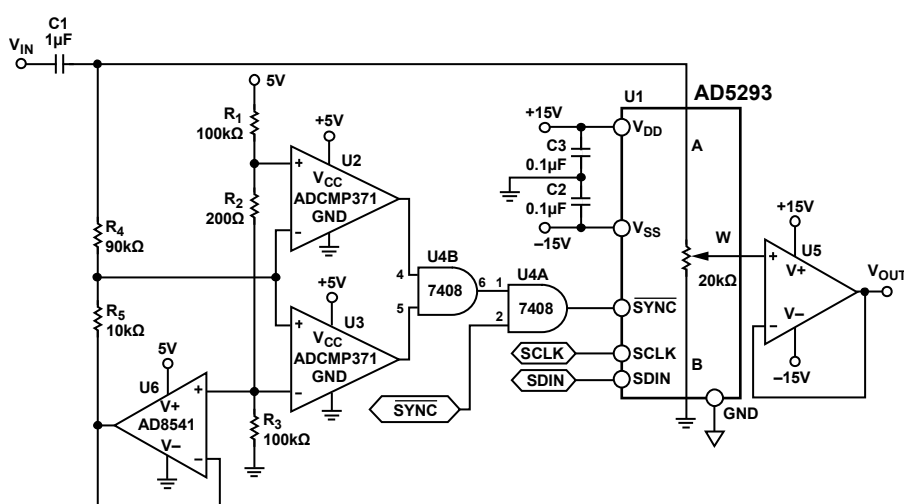 C1
1µF
VIN
5V
R1
100kΩ
R2
200Ω
R4
90kΩ
R5
10kΩ
R3
100kΩ
+5V
U2
+
VCC
ADCMP371
GND
–
+5V
U3
+
VCC
ADCMP371
GND
–
5V
U6
V+
+
AD8541
V–
–
U4B
4
5
7408
6
U4A
1
2
7408
SYNC
SCLK
SDIN
+15V
C3
0.1µF
C2
0.1µF
–15V
U1
AD5293
VDD
VSS
SYNC
SCLK
SDIN
A
W
20kΩ
B
GND
+15V
U5
+
V+
V–
–
–15V
VOUT